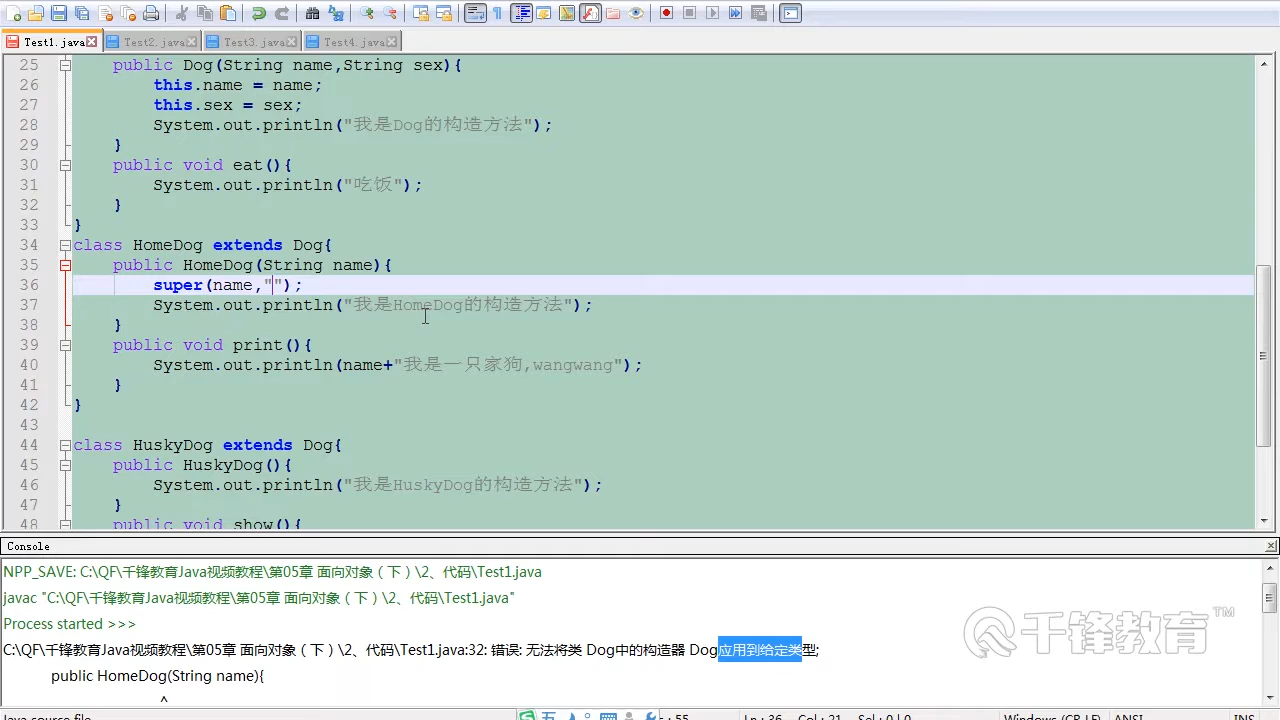 Test1.java Test2.java Test3.java Test4.java
25 public Dog(String name,String sex){
26 this.name = name;
27 this.sex = sex;
28 System.out.println("我是Dog的构造方法");
29 }
30 public void eat(){
31 System.out.println("吃饭");
32 }
33 }
34 class HomeDog extends Dog{
35 public HomeDog(String name){
36 super(name,"");
37 System.out.println("我是HomeDog的构造方法");
38 }
39 public void print(){
40 System.out.println(name+"我是一只家狗,wangwang");
41 }
42 }
43
44 class HuskyDog extends Dog{
45 public HuskyDog(){
46 System.out.println("我是HuskyDog的构造方法");
47 }
48 public void show(){
Console
NPP_SAVE: C:\QF\千锋教育Java视频教程\第05章 面向对象（下）\2、代码\Test1.java
javac "C:\QF\千锋教育Java视频教程\第05章 面向对象（下）\2、代码\Test1.java"
Process started >>>
C:\QF\千锋教育Java视频教程\第05章 面向对象（下）\2、代码\Test1.java:32: 错误: 无法将类 Dog中的构造器 Dog应用到给定类型;
public HomeDog(String name){
^
千锋教育 TM
Java source file 五 : 55 Ln : 36 Col : 21 Sel : 0 | 0 Windows (CR LF) ANSI INS